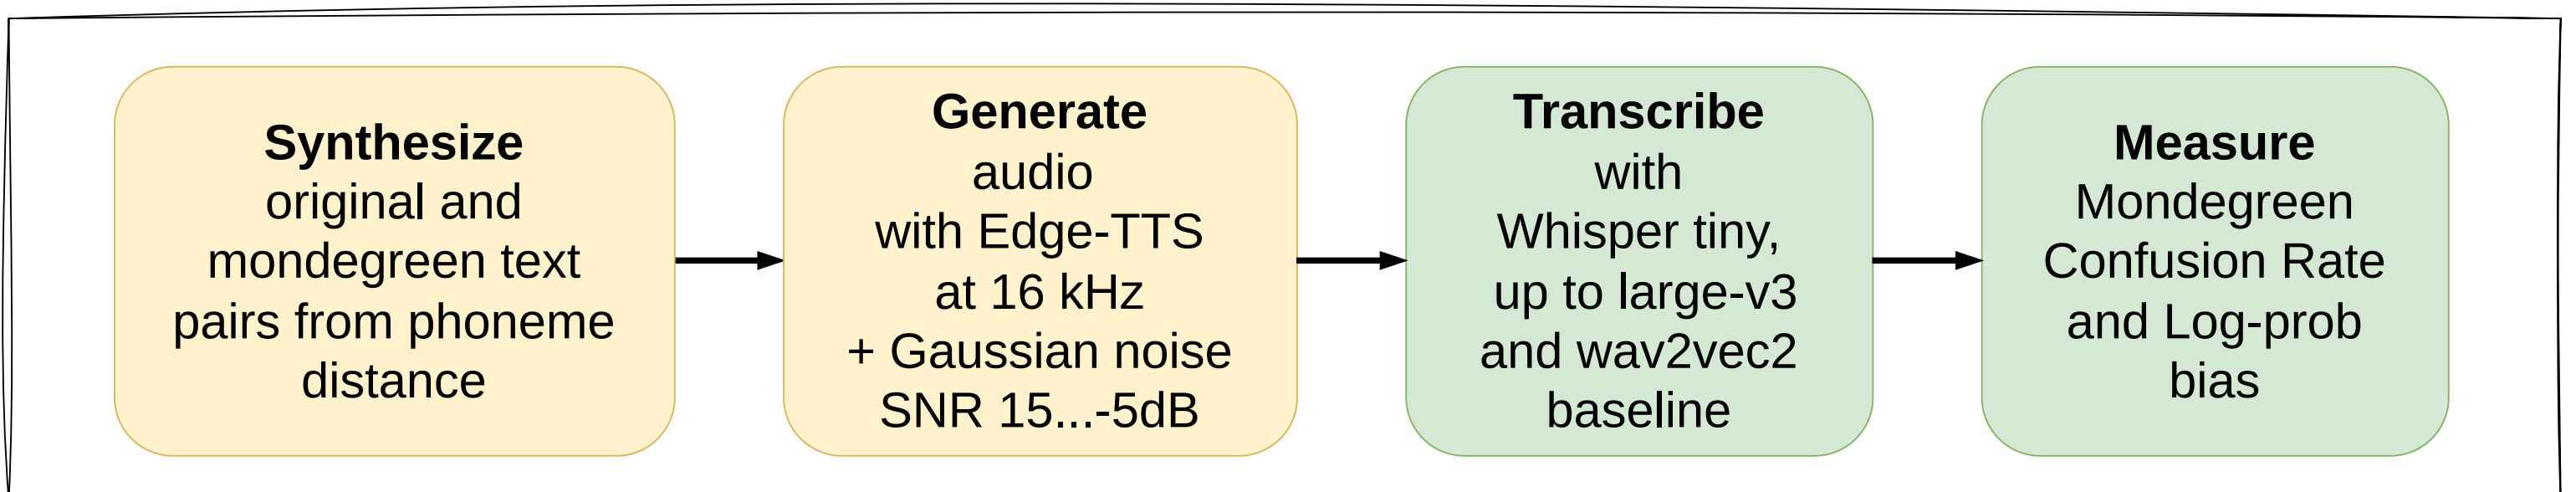 Synthesize
original and
mondegreen text
pairs from phoneme
distance
Generate
audio
with Edge-TTS
at 16 kHz
+ Gaussian noise
SNR 15...-5dB
Transcribe
with
Whisper tiny,
up to large-v3
and wav2vec2
baseline
Measure
Mondegreen
Confusion Rate
and Log-prob
bias